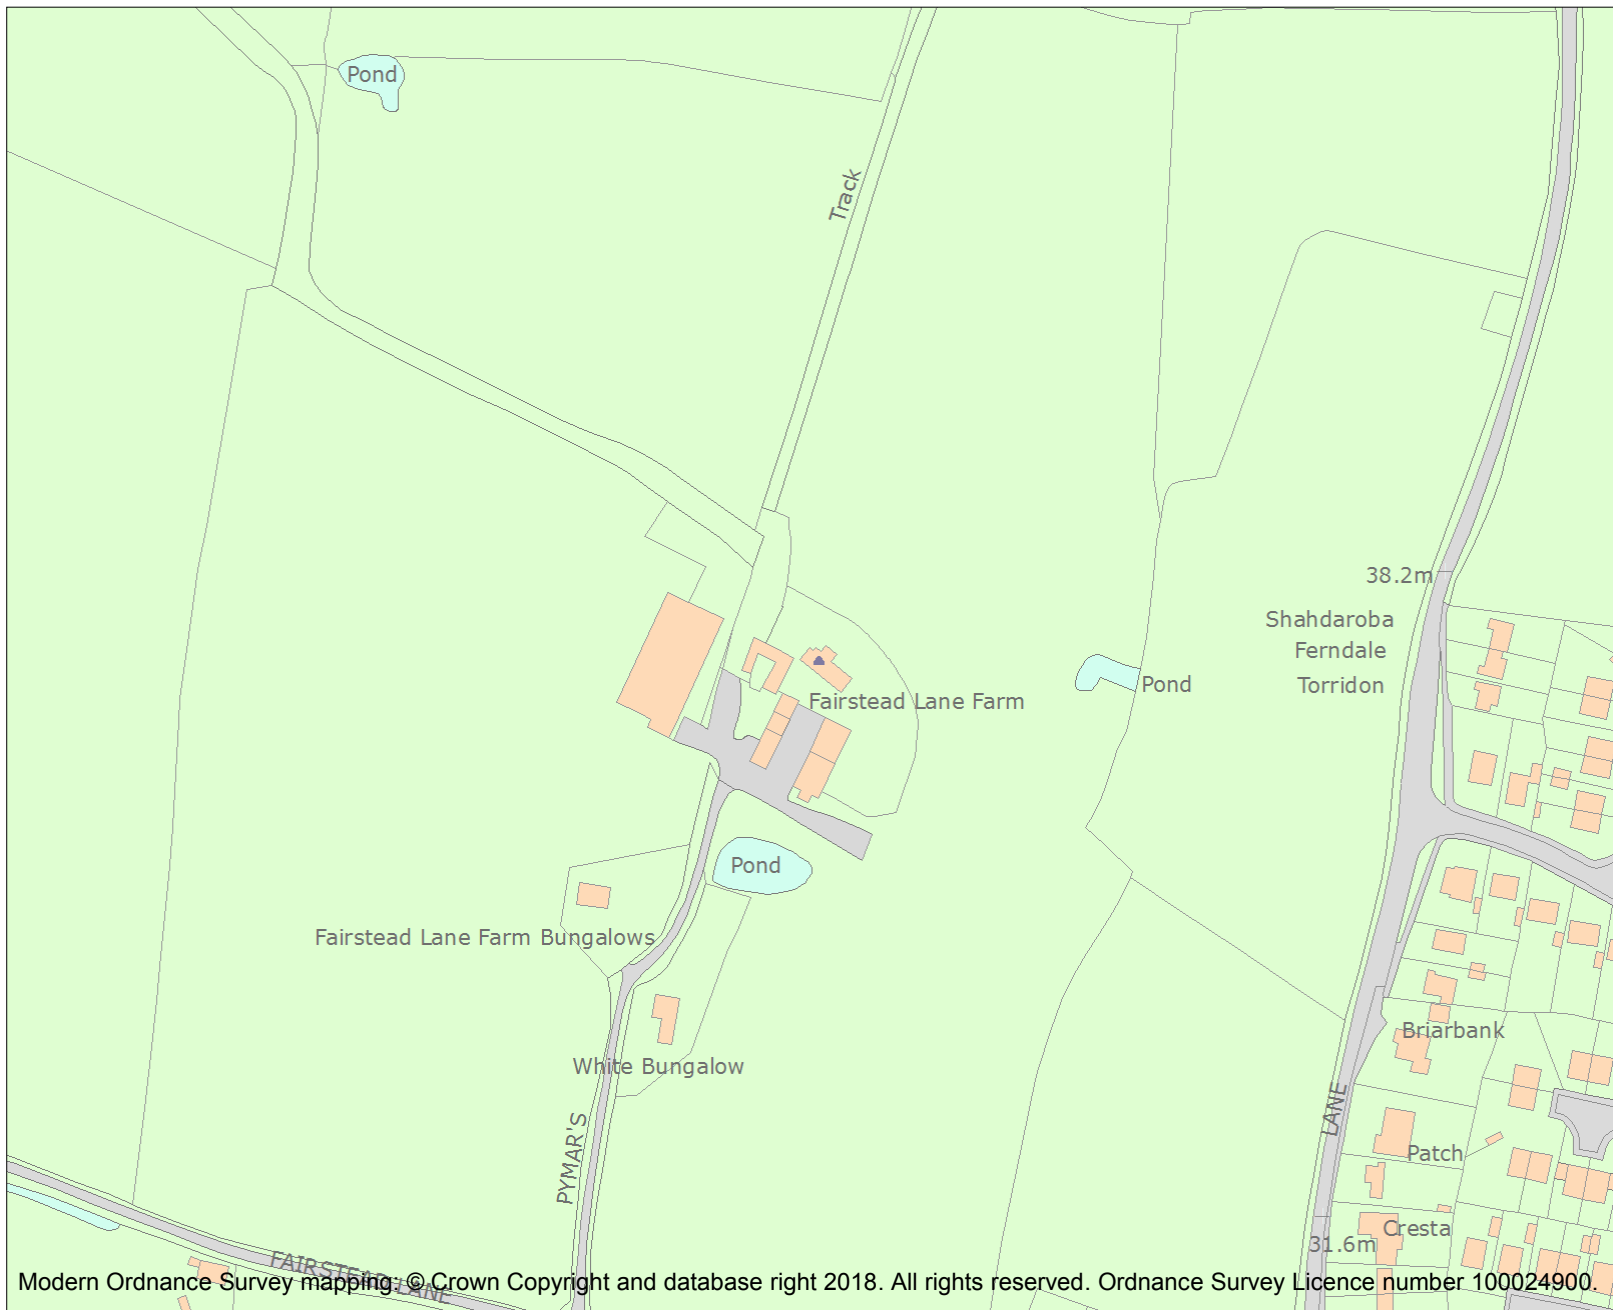 Pond
Track
38.2m
Shahdaroba
Ferndale
Torridon
Pond
Fairstead Lane Farm
Pond
Fairstead Lane Farm Bungalows
Briarbank
White Bungalow
LANE
PYMAR'S
Patch
Cresta
31.6m
FAIRSTEAD LANE
Modern Ordnance Survey mapping: © Crown Copyright and database right 2018. All rights reserved. Ordnance Survey Licence number 100024900.